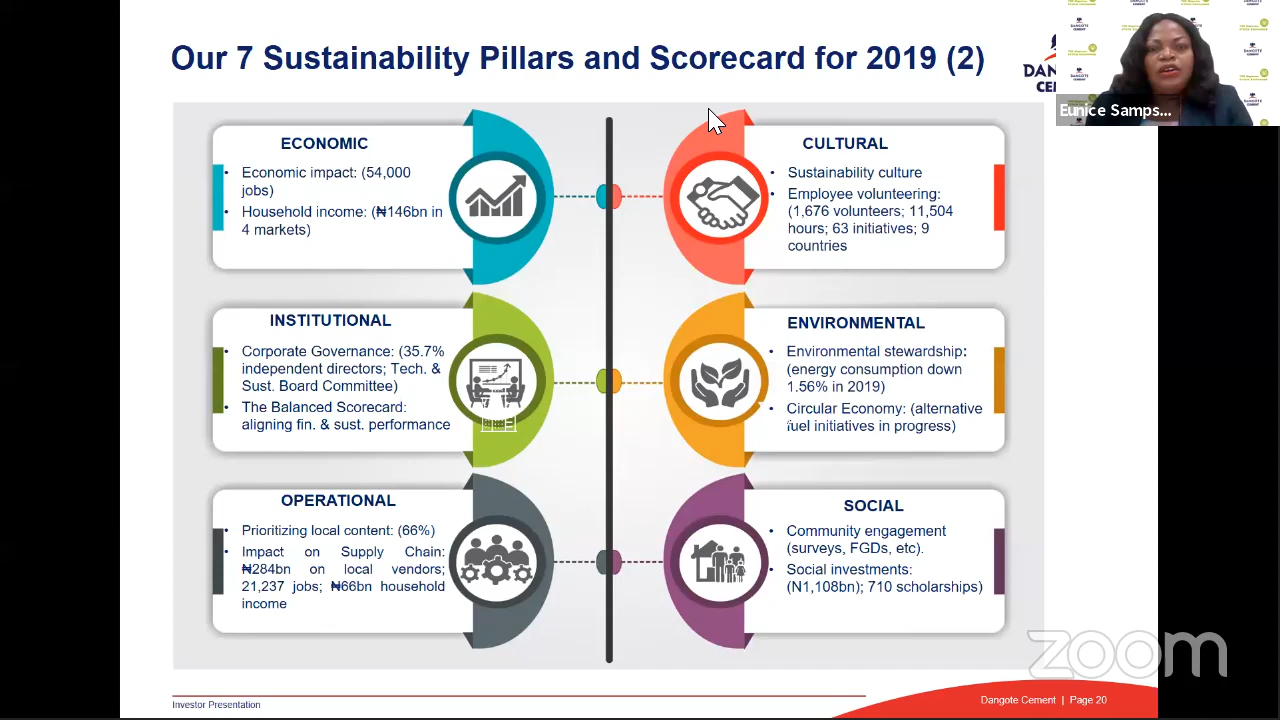 Our 7 Sustainability Pillars and Scorecard for 2019 (2)
DANGOTE
CEMENT
Eunice Samps...
ECONOMIC
• Economic impact: (54,000
jobs)
• Household income: (₦146bn in
4 markets)
CULTURAL
• Sustainability culture
• Employee volunteering:
(1,676 volunteers; 11,504
hours; 63 initiatives; 9
countries
INSTITUTIONAL
• Corporate Governance: (35.7%
independent directors; Tech. &
Sust. Board Committee)
• The Balanced Scorecard:
aligning fin. & sust. performance
ENVIRONMENTAL
• Environmental stewardship:
(energy consumption down
1.56% in 2019)
• Circular Economy: (alternative
fuel initiatives in progress)
OPERATIONAL
• Prioritizing local content: (66%)
• Impact on Supply Chain:
₦284bn on local vendors;
21,237 jobs; ₦66bn household
income
SOCIAL
• Community engagement
(surveys, FGDs, etc).
• Social investments:
(N1,108bn); 710 scholarships)
zoom
Investor Presentation
Dangote Cement | Page 20